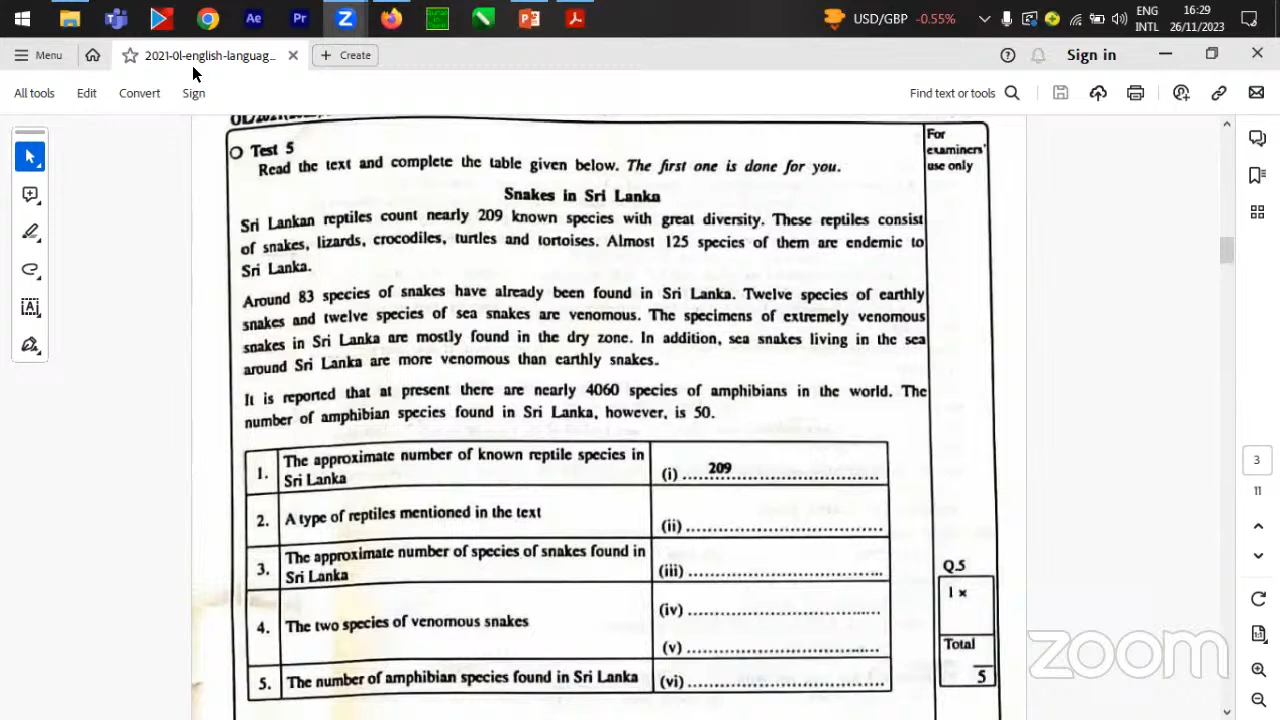 Ae
Pr
USD/GBP -0.55%
ENG
INTL
16:29
26/11/2023
Menu
2021-0l-english-languag...
Create
Sign in
All tools
Edit
Convert
Sign
Find text or tools
Test 5
Read the text and complete the table given below. The first one is done for you.
For
examiners'
use only
Snakes in Sri Lanka
Sri Lankan reptiles count nearly 209 known species with great diversity. These reptiles consist
of snakes, lizards, crocodiles, turtles and tortoises. Almost 125 species of them are endemic to
Sri Lanka.
Around 83 species of snakes have already been found in Sri Lanka. Twelve species of earthly
snakes and twelve species of sea snakes are venomous. The specimens of extremely venomous
snakes in Sri Lanka are mostly found in the dry zone. In addition, sea snakes living in the sea
around Sri Lanka are more venomous than earthly snakes.
It is reported that at present there are nearly 4060 species of amphibians in the world. The
number of amphibian species found in Sri Lanka, however, is 50.
1. The approximate number of known reptile species in
Sri Lanka
(i) 209
2. A type of reptiles mentioned in the text
(ii) ........................................
3. The approximate number of species of snakes found in
Sri Lanka
(iii) ........................................
4. The two species of venomous snakes
(iv) ........................................
(v) ........................................
5. The number of amphibian species found in Sri Lanka
(vi) ........................................
Q.5
1 ×
Total
5
3
11
zoom